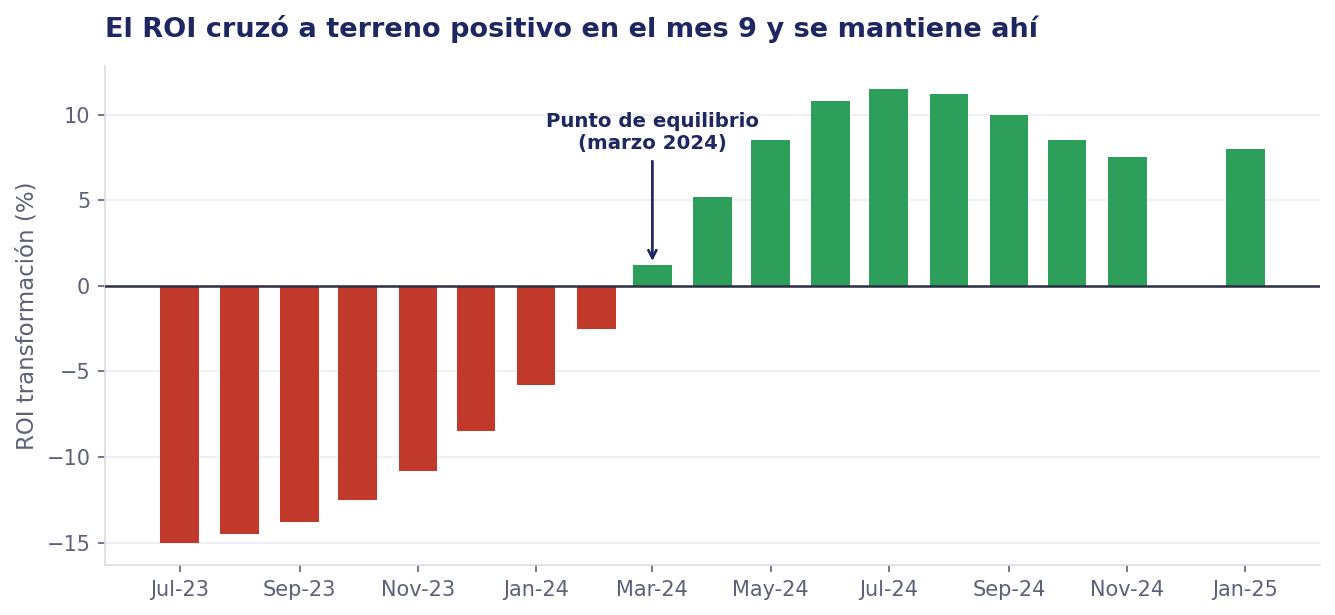 El ROI cruzó a terreno positivo en el mes 9 y se mantiene ahí
Punto de equilibrio
(marzo 2024)
ROI transformación (%)
10
5
0
−5
−10
−15
Jul-23 Sep-23 Nov-23 Jan-24 Mar-24 May-24 Jul-24 Sep-24 Nov-24 Jan-25